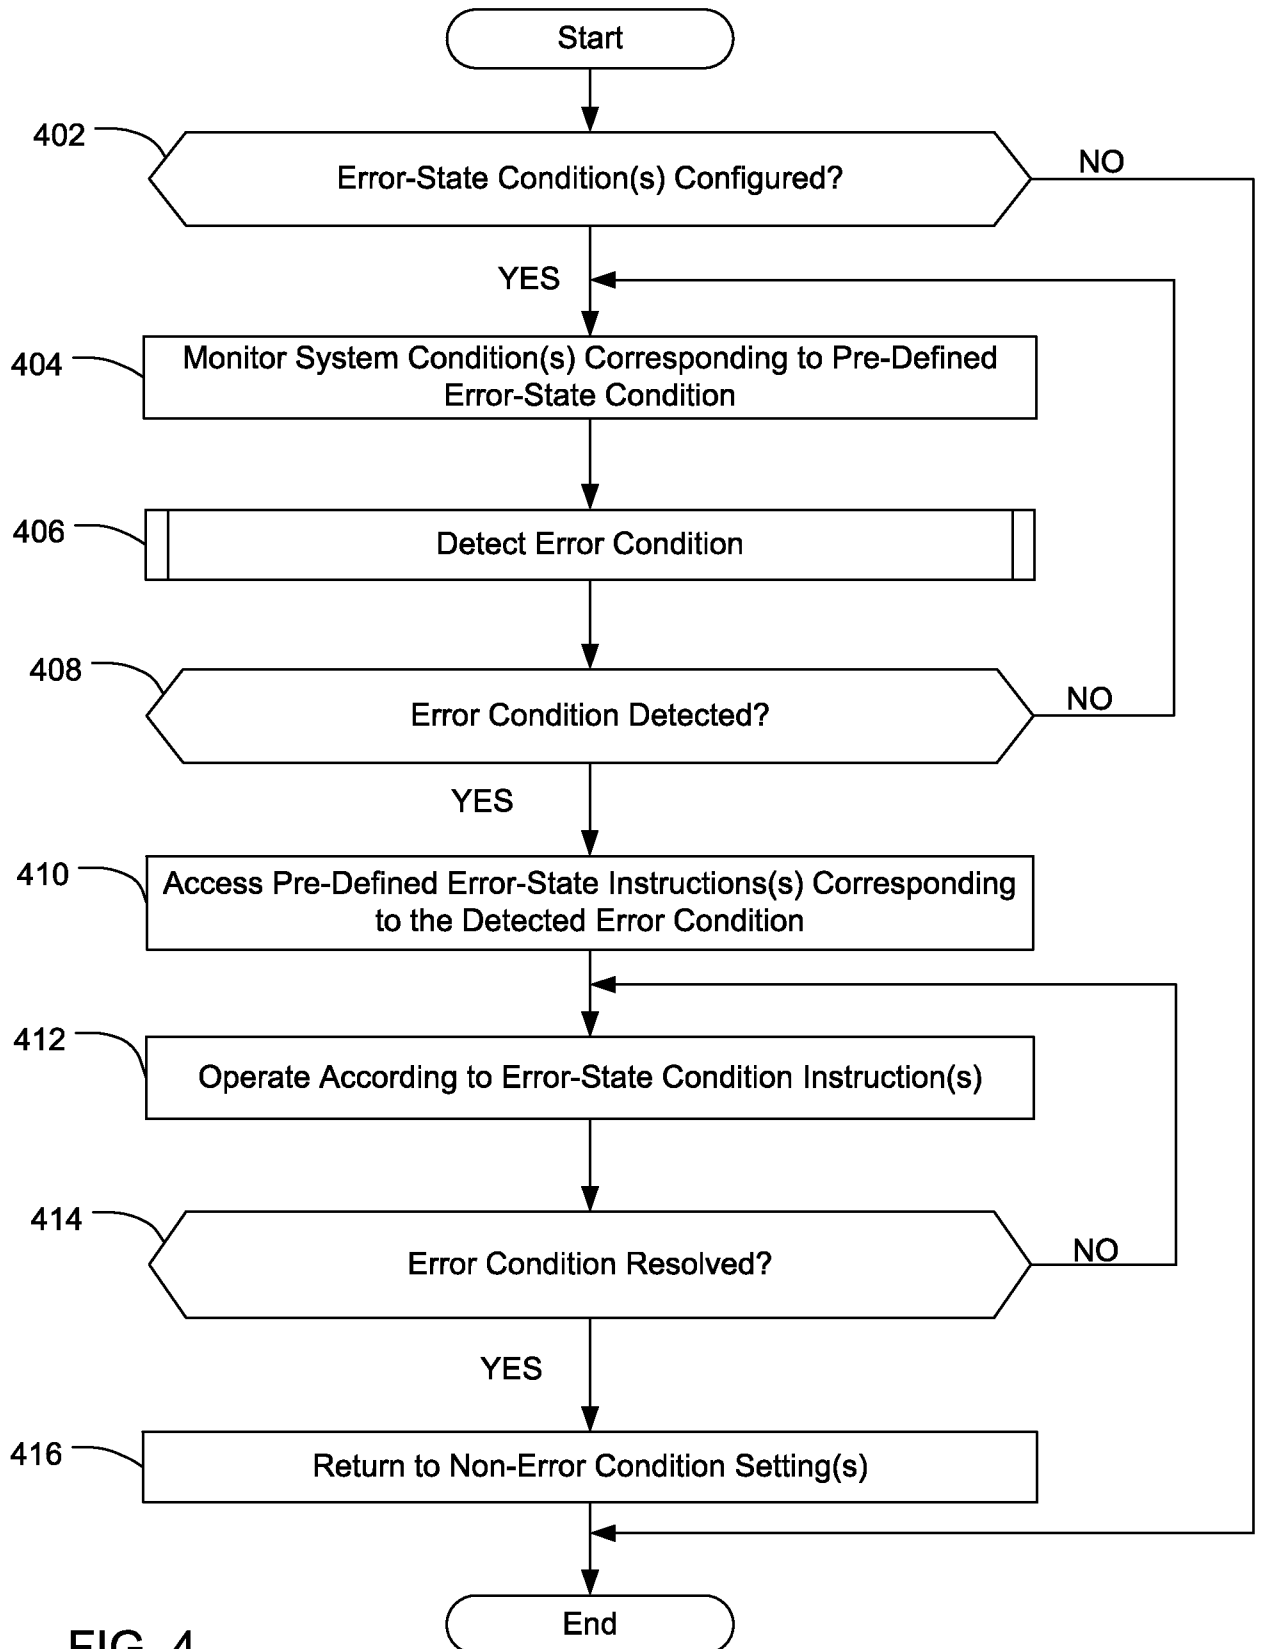 Start
402
Error-State Condition(s) Configured?
NO
YES
404
Monitor System Condition(s) Corresponding to Pre-Defined
Error-State Condition
406
Detect Error Condition
408
Error Condition Detected?
NO
YES
410
Access Pre-Defined Error-State Instructions(s) Corresponding
to the Detected Error Condition
412
Operate According to Error-State Condition Instruction(s)
414
Error Condition Resolved?
NO
YES
416
Return to Non-Error Condition Setting(s)
End
FIG. 4